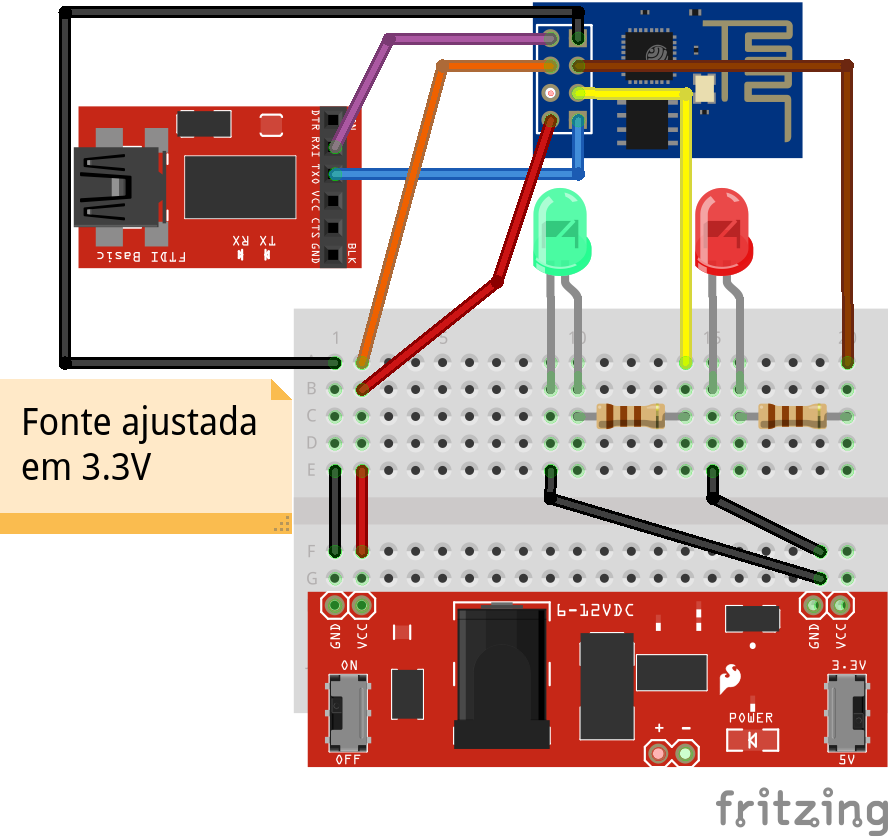 DTR RXI TXO VCC CTS GND
BLK
TX RX
FTDI Basic
1 5 10 15 20
A
B
Fonte ajustada
em 3.3V
C
D
E
F
G
GND VCC
6-12VDC
GND VCC
ON
3.3V
+ -
POWER
OFF
5V
fritzing